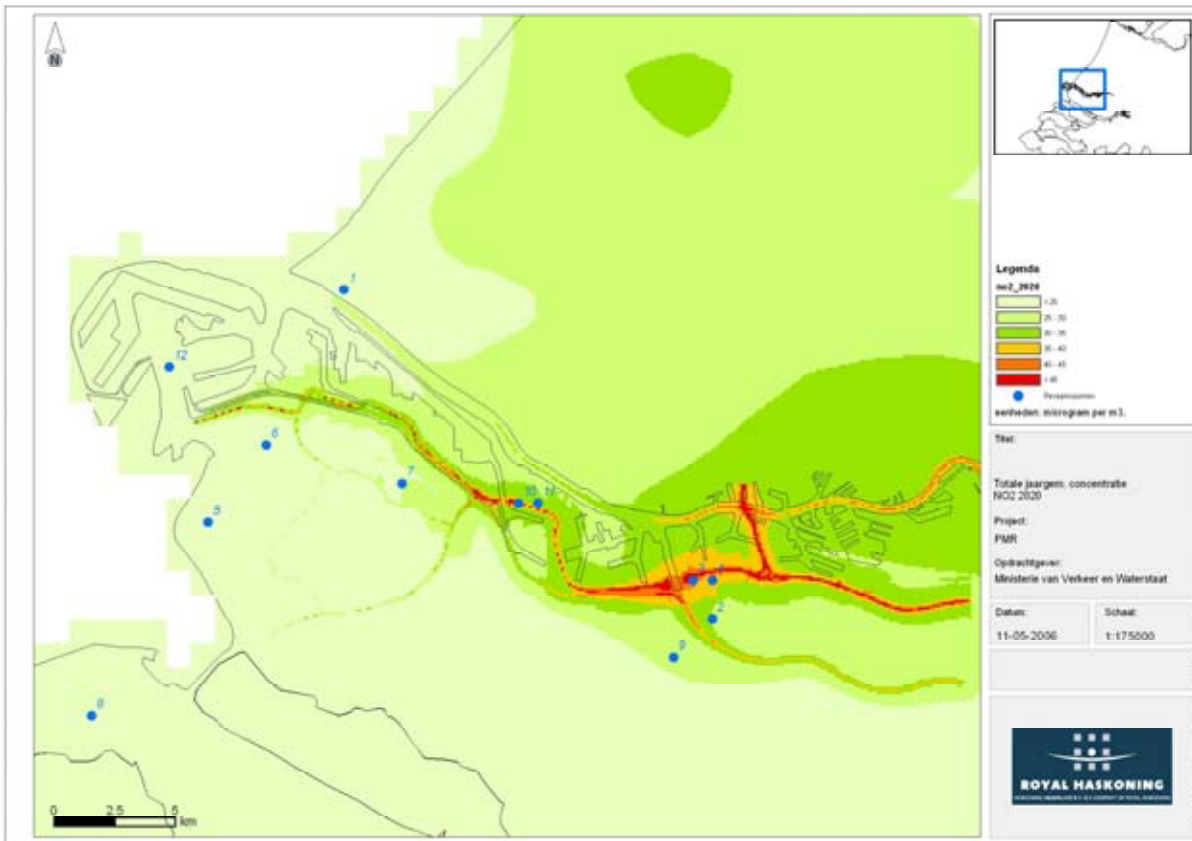 N
1
12
6
7
10
11
5
3
4
2
9
8
0 2.5 5
km
Legenda
no2_2020
25 - 30
30 - 35
35 - 40
40 - 45
Receptorpunten
eenheden: microgram per m3.
Titel:
Totale jaargem. concentratie
NO2 2020
Project:
PMR
Opdrachtgever:
Ministerie van Verkeer en Waterstaat
Datum:
11-05-2006
Schaal:
1:175000
ROYAL HASKONING